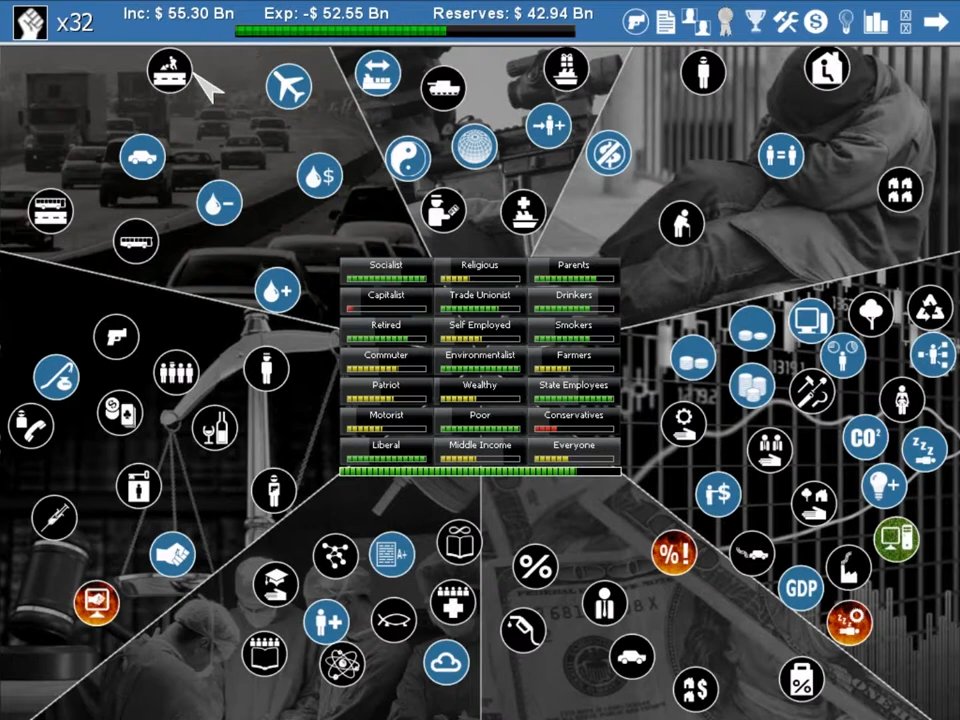 x32
Inc: $ 55.30 Bn
Exp: -$ 52.55 Bn
Reserves: $ 42.94 Bn
Socialist
Religious
Parents
Capitalist
Trade Unionist
Drinkers
Retired
Self Employed
Smokers
Commuter
Environmentalist
Farmers
Patriot
Wealthy
State Employees
Motorist
Poor
Conservatives
Liberal
Middle Income
Everyone
CO²
A+
%!
%
GDP